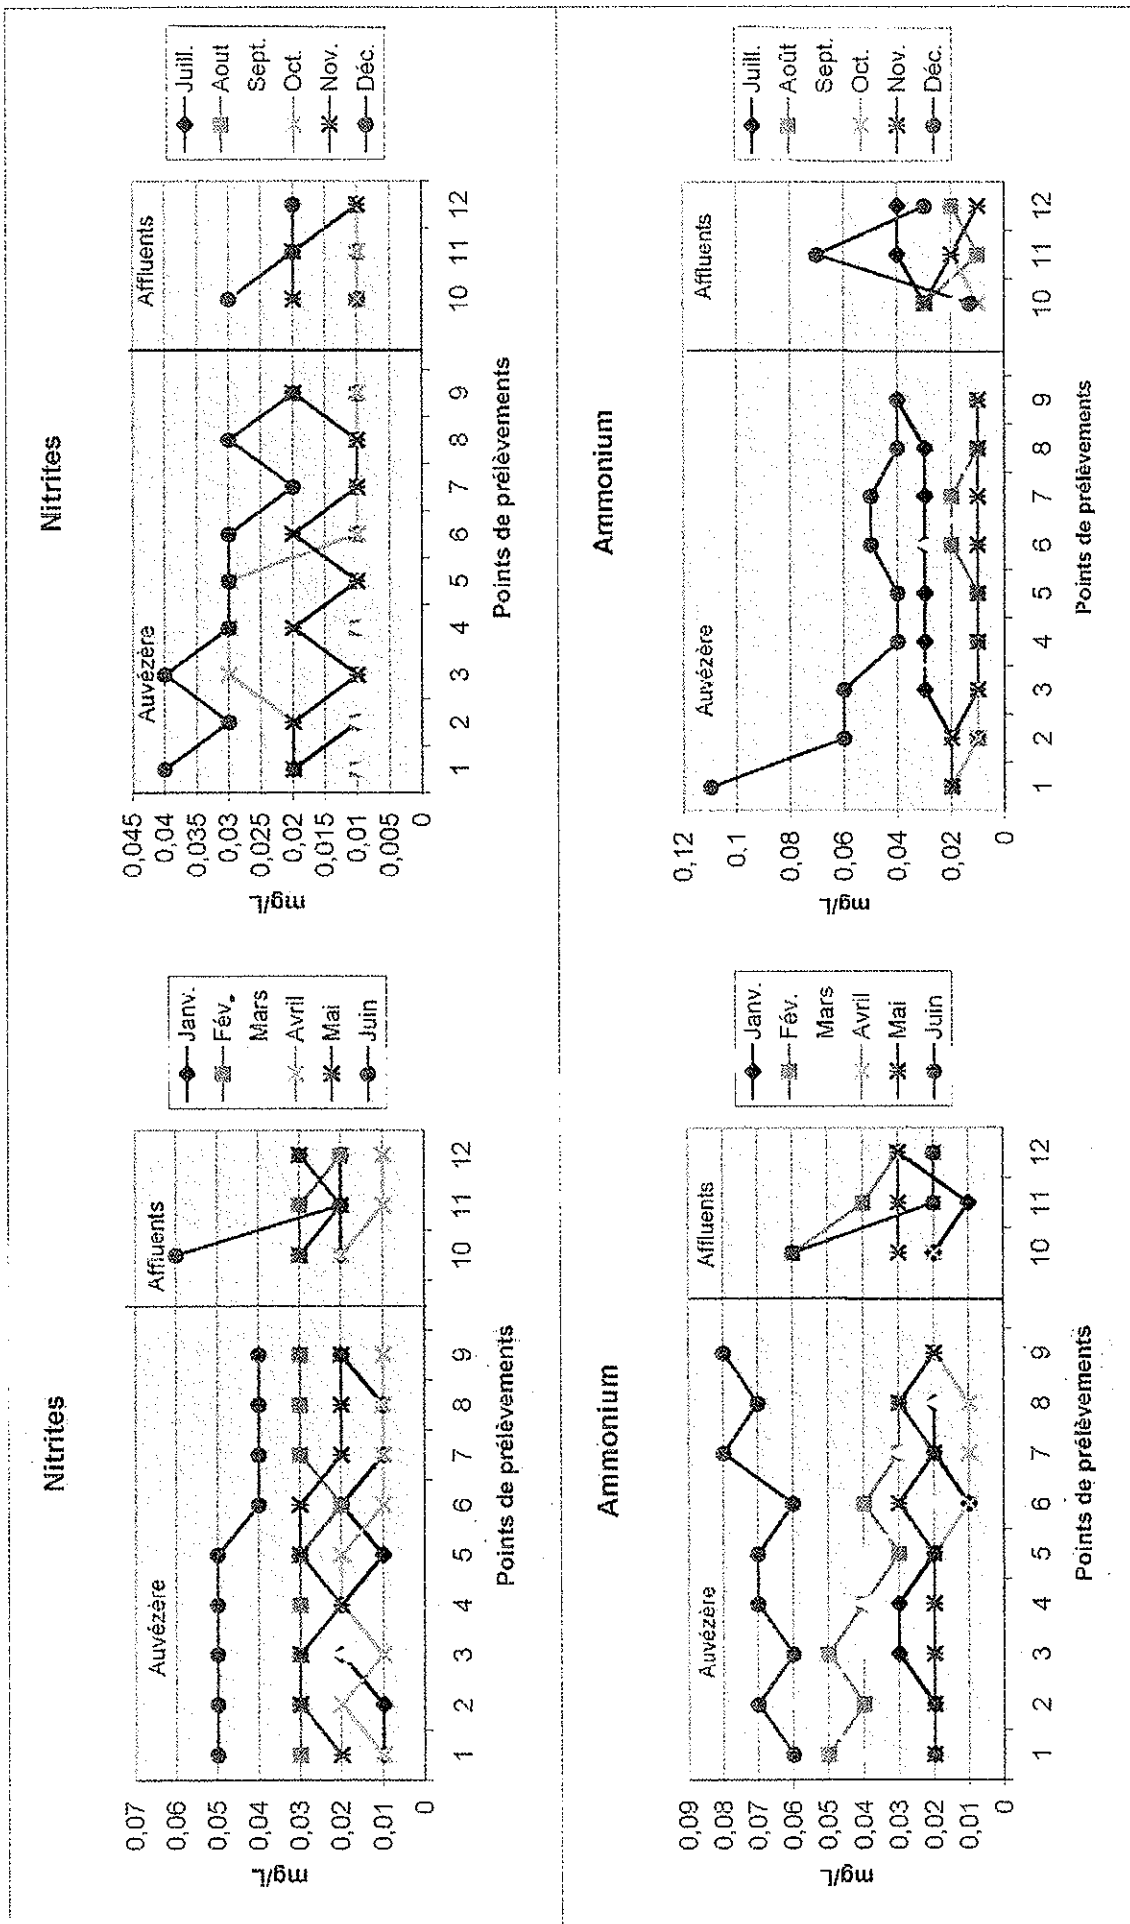 Nitrites
0,07
0,06
0,05
0,04
0,03
0,02
0,01
0
mg/L
Auvézère
Affluents
1 2 3 4 5 6 7 8 9 10 11 12
Points de prélèvements
Janv.
Fév.
Mars
Avril
Mai
Juin
Nitrites
0,045
0,04
0,035
0,03
0,025
0,02
0,015
0,01
0,005
0
mg/L
Auvézère
Affluents
1 2 3 4 5 6 7 8 9 10 11 12
Points de prélèvements
Juill.
Aout
Sept.
Oct.
Nov.
Déc.
Ammonium
0,09
0,08
0,07
0,06
0,05
0,04
0,03
0,02
0,01
0
mg/L
Auvézère
Affluents
1 2 3 4 5 6 7 8 9 10 11 12
Points de prélèvements
Janv.
Fév.
Mars
Avril
Mai
Juin
Ammonium
0,12
0,1
0,08
0,06
0,04
0,02
0
mg/L
Auvézère
Affluents
1 2 3 4 5 6 7 8 9 10 11 12
Points de prélèvements
Juill.
Août
Sept.
Oct.
Nov.
Déc.